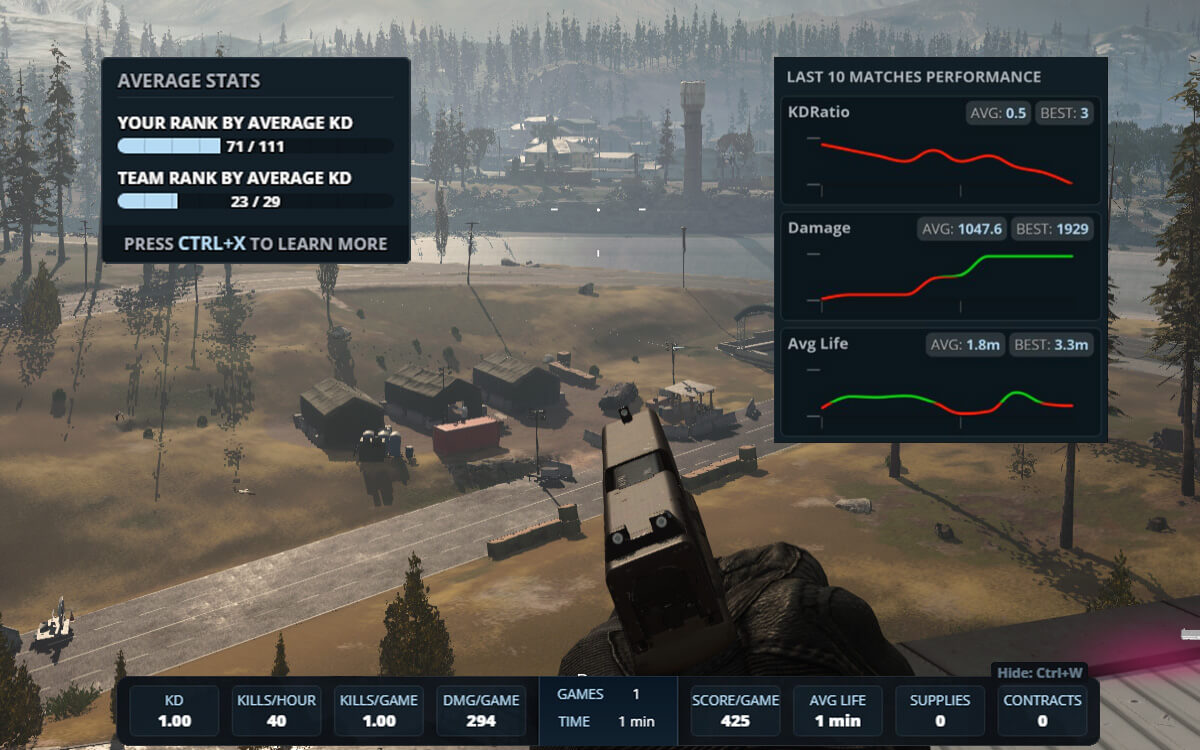 AVERAGE STATS
YOUR RANK BY AVERAGE KD
71 / 111
TEAM RANK BY AVERAGE KD
23 / 29
PRESS CTRL+X TO LEARN MORE
LAST 10 MATCHES PERFORMANCE
KDRatio AVG: 0.5 BEST: 3
Damage AVG: 1047.6 BEST: 1929
Avg Life AVG: 1.8m BEST: 3.3m
Hide: Ctrl+W
KD KILLS/HOUR KILLS/GAME DMG/GAME GAMES 1 SCORE/GAME AVG LIFE SUPPLIES CONTRACTS
1.00 40 1.00 294 TIME 1 min 425 1 min 0 0